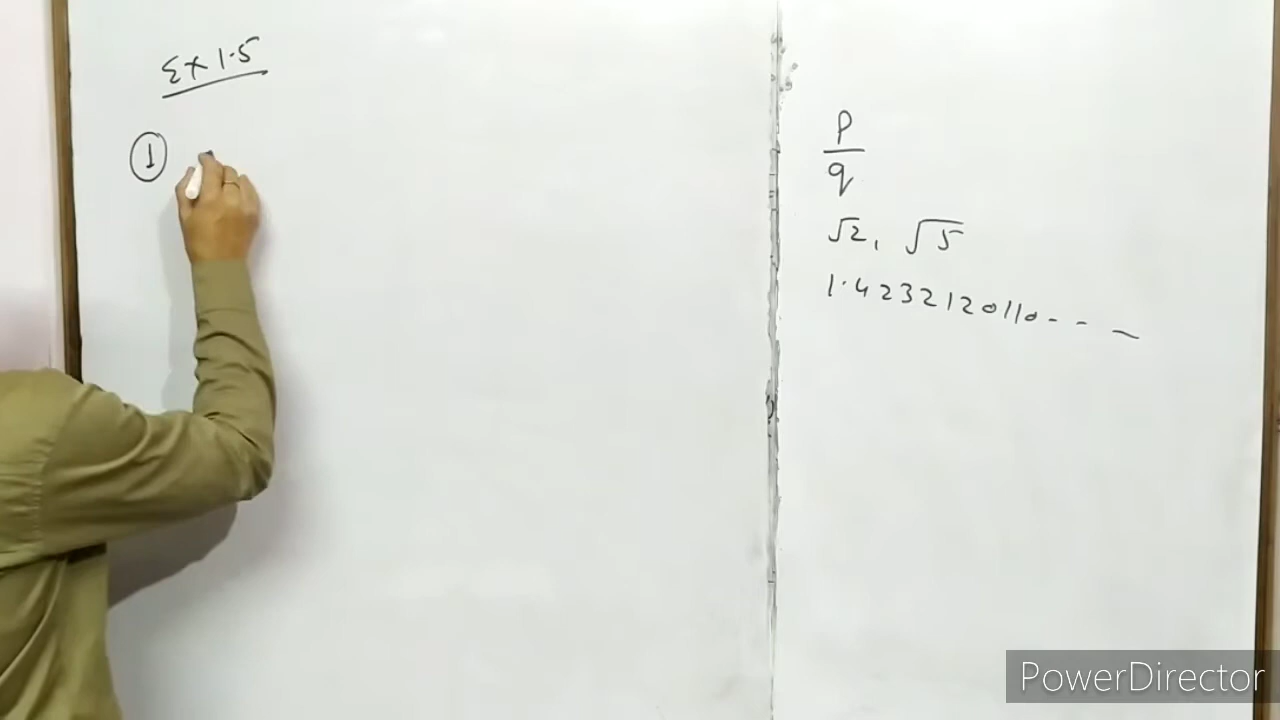 Ex 1.5
1
p
q
√2, √5
1.4232120110 - - -
PowerDirector